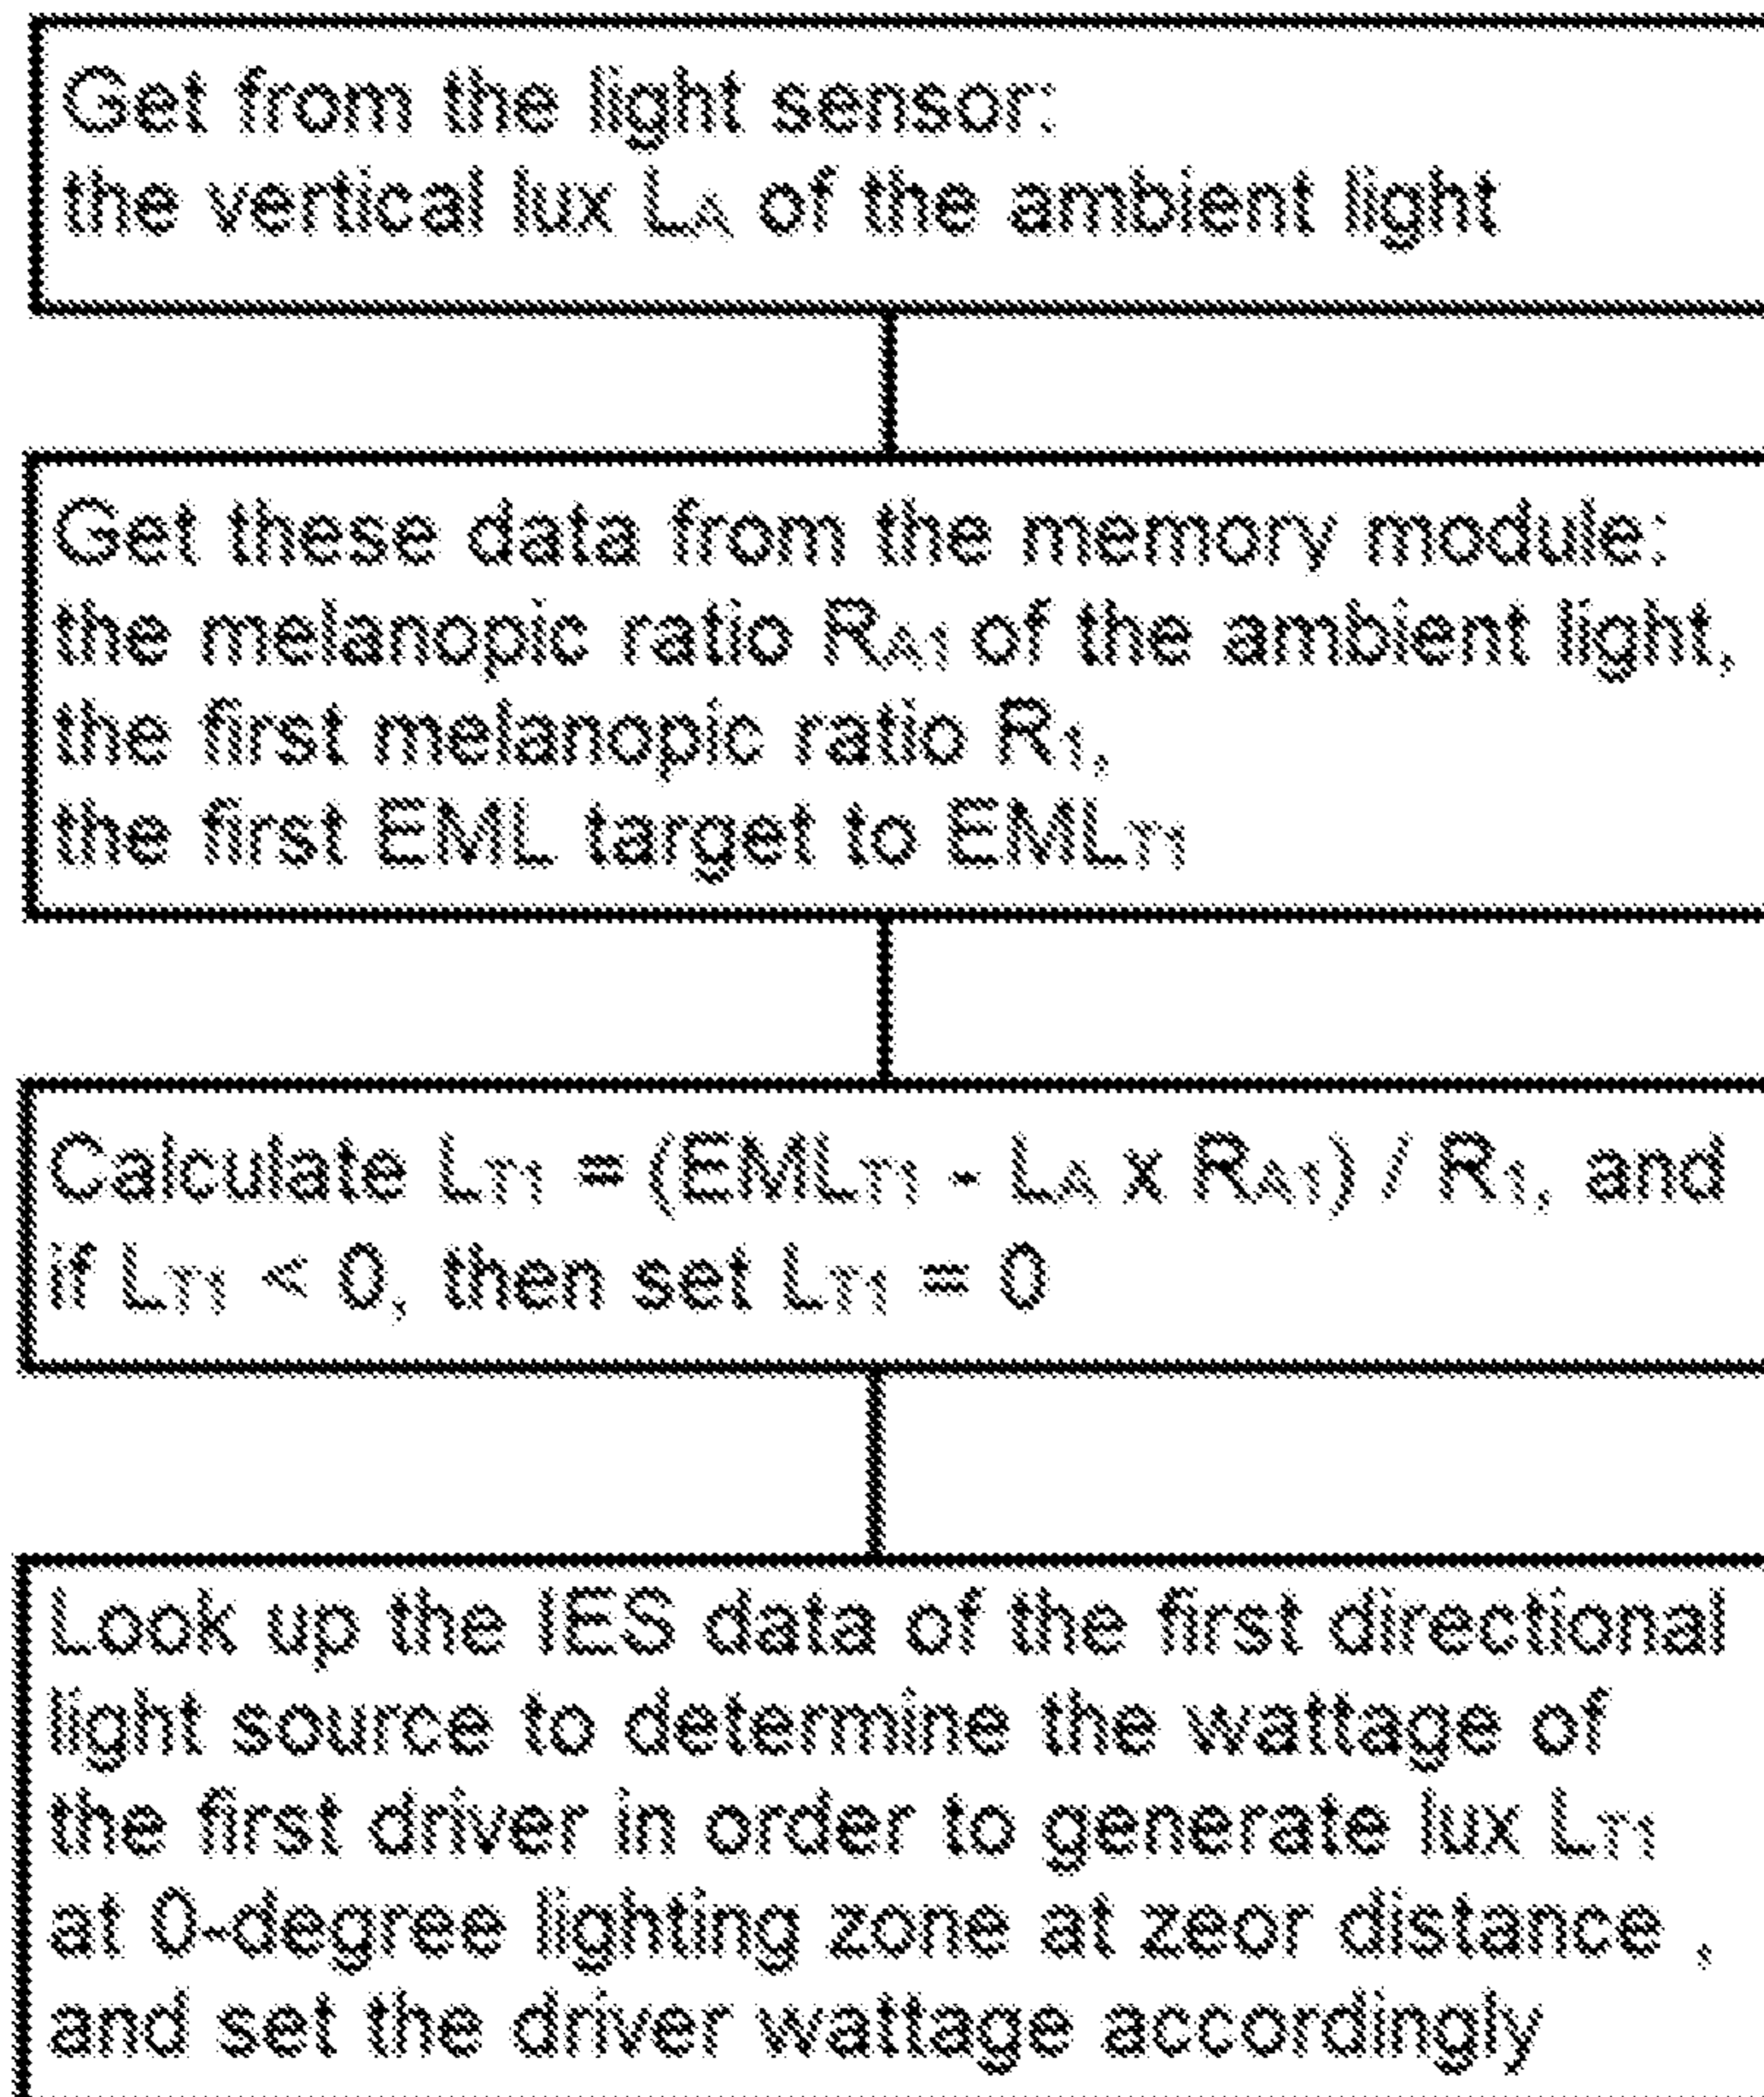 Get from the light sensor:
the vertical lux LA of the ambient light
Get these data from the memory module:
the melanopic ratio RA1 of the ambient light,
the first melanopic ratio R1,
the first EML target to EMLT1
Calculate LT1 = (EMLT1 - LA x RA1) / R1, and
if LT1 < 0, then set LT1 = 0
Look up the IES data of the first directional
light source to determine the wattage of
the first driver in order to generate lux LT1
at 0-degree lighting zone at zeor distance ,
and set the driver wattage accordingly